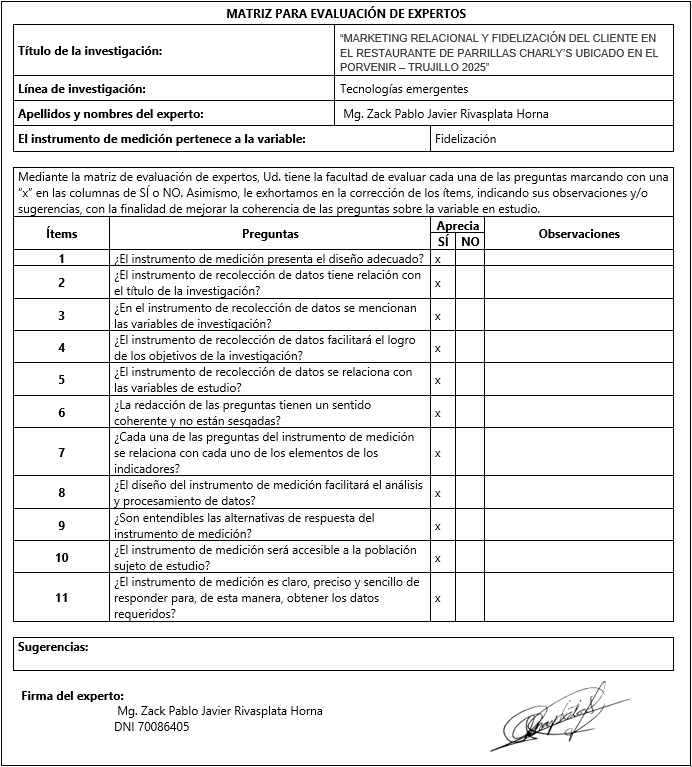 MATRIZ PARA EVALUACIÓN DE EXPERTOS
Título de la investigación:
“MARKETING RELACIONAL Y FIDELIZACIÓN DEL CLIENTE EN
EL RESTAURANTE DE PARRILLAS CHARLY’S UBICADO EN EL
PORVENIR – TRUJILLO 2025”
Línea de investigación: Tecnologías emergentes
Apellidos y nombres del experto: Mg. Zack Pablo Javier Rivasplata Horna
El instrumento de medición pertenece a la variable: Fidelización
Mediante la matriz de evaluación de expertos, Ud. tiene la facultad de evaluar cada una de las preguntas marcando con una
“x” en las columnas de SÍ o NO. Asimismo, le exhortamos en la corrección de los ítems, indicando sus observaciones y/o
sugerencias, con la finalidad de mejorar la coherencia de las preguntas sobre la variable en estudio.
Ítems Preguntas Aprecia Observaciones
SÍ NO
1 ¿El instrumento de medición presenta el diseño adecuado? x
2 ¿El instrumento de recolección de datos tiene relación con
el título de la investigación? x
3 ¿En el instrumento de recolección de datos se mencionan
las variables de investigación? x
4 ¿El instrumento de recolección de datos facilitará el logro
de los objetivos de la investigación? x
5 ¿El instrumento de recolección de datos se relaciona con
las variables de estudio? x
6 ¿La redacción de las preguntas tienen un sentido
coherente y no están sesgadas? x
7 ¿Cada una de las preguntas del instrumento de medición
se relaciona con cada uno de los elementos de los
indicadores? x
8 ¿El diseño del instrumento de medición facilitará el análisis
y procesamiento de datos? x
9 ¿Son entendibles las alternativas de respuesta del
instrumento de medición? x
10 ¿El instrumento de medición será accesible a la población
sujeto de estudio? x
11 ¿El instrumento de medición es claro, preciso y sencillo de
responder para, de esta manera, obtener los datos
requeridos? x
Sugerencias:
Firma del experto:
Mg. Zack Pablo Javier Rivasplata Horna
DNI 70086405